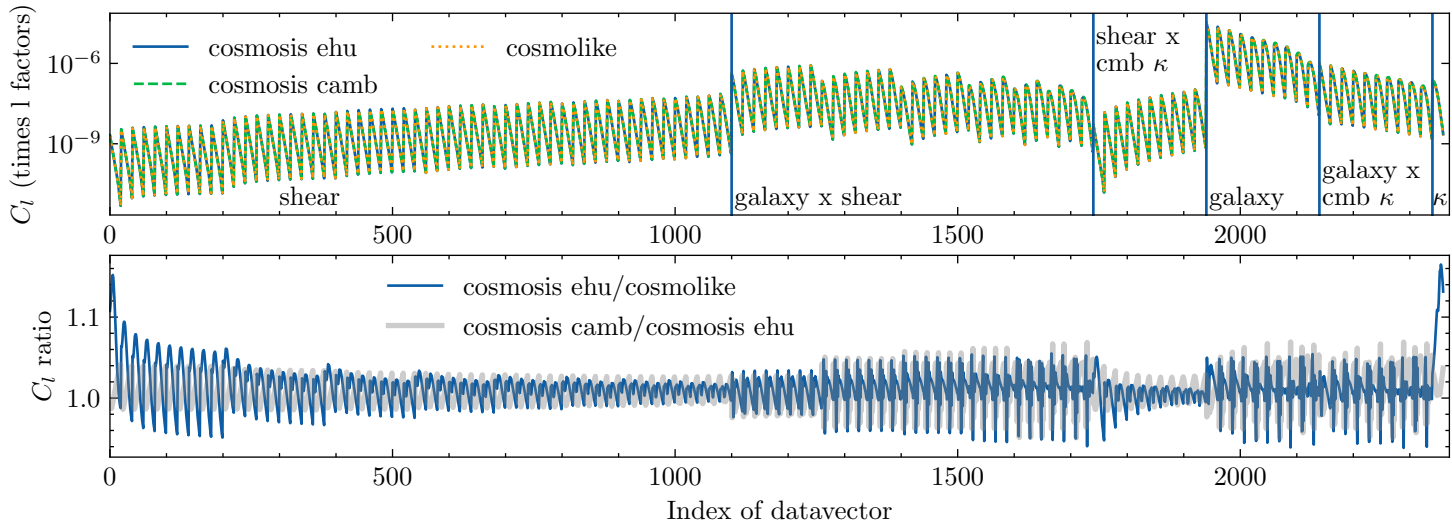 C_l (times l factors)
10^{-6}
10^{-9}
cosmosis ehu
cosmosis camb
cosmolike
shear
galaxy x shear
shear x
cmb κ
galaxy
galaxy x
cmb κ
κ
0 500 1000 1500 2000
C_l ratio
1.1
1.0
cosmosis ehu/cosmolike
cosmosis camb/cosmosis ehu
0 500 1000 1500 2000
Index of datavector